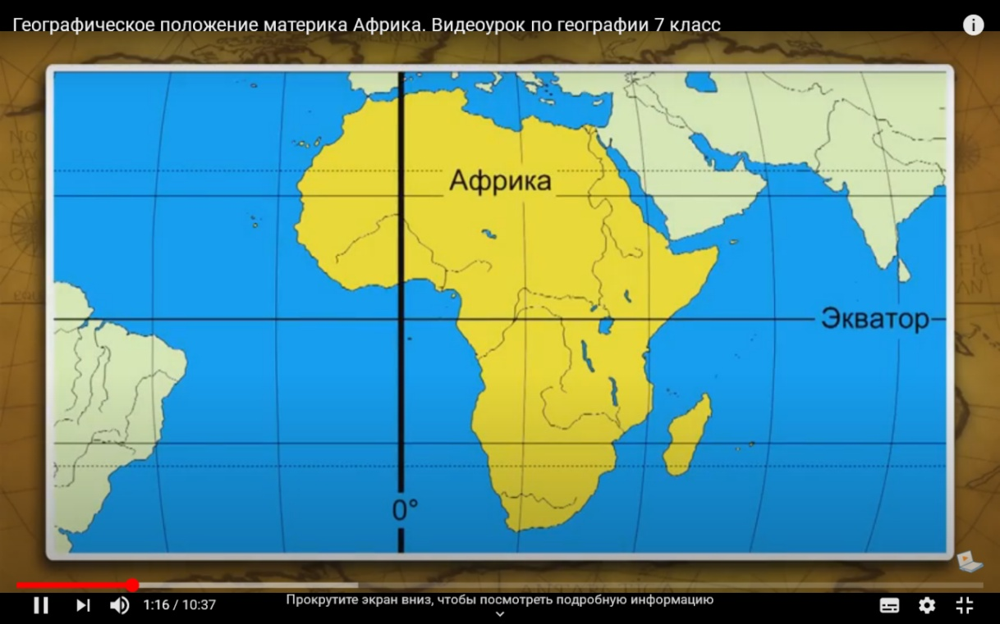 Географическое положение материка Африка. Видеоурок по географии 7 класс
Африка
Экватор
0°
1:16 / 10:37
Прокрутите экран вниз, чтобы посмотреть подробную информацию